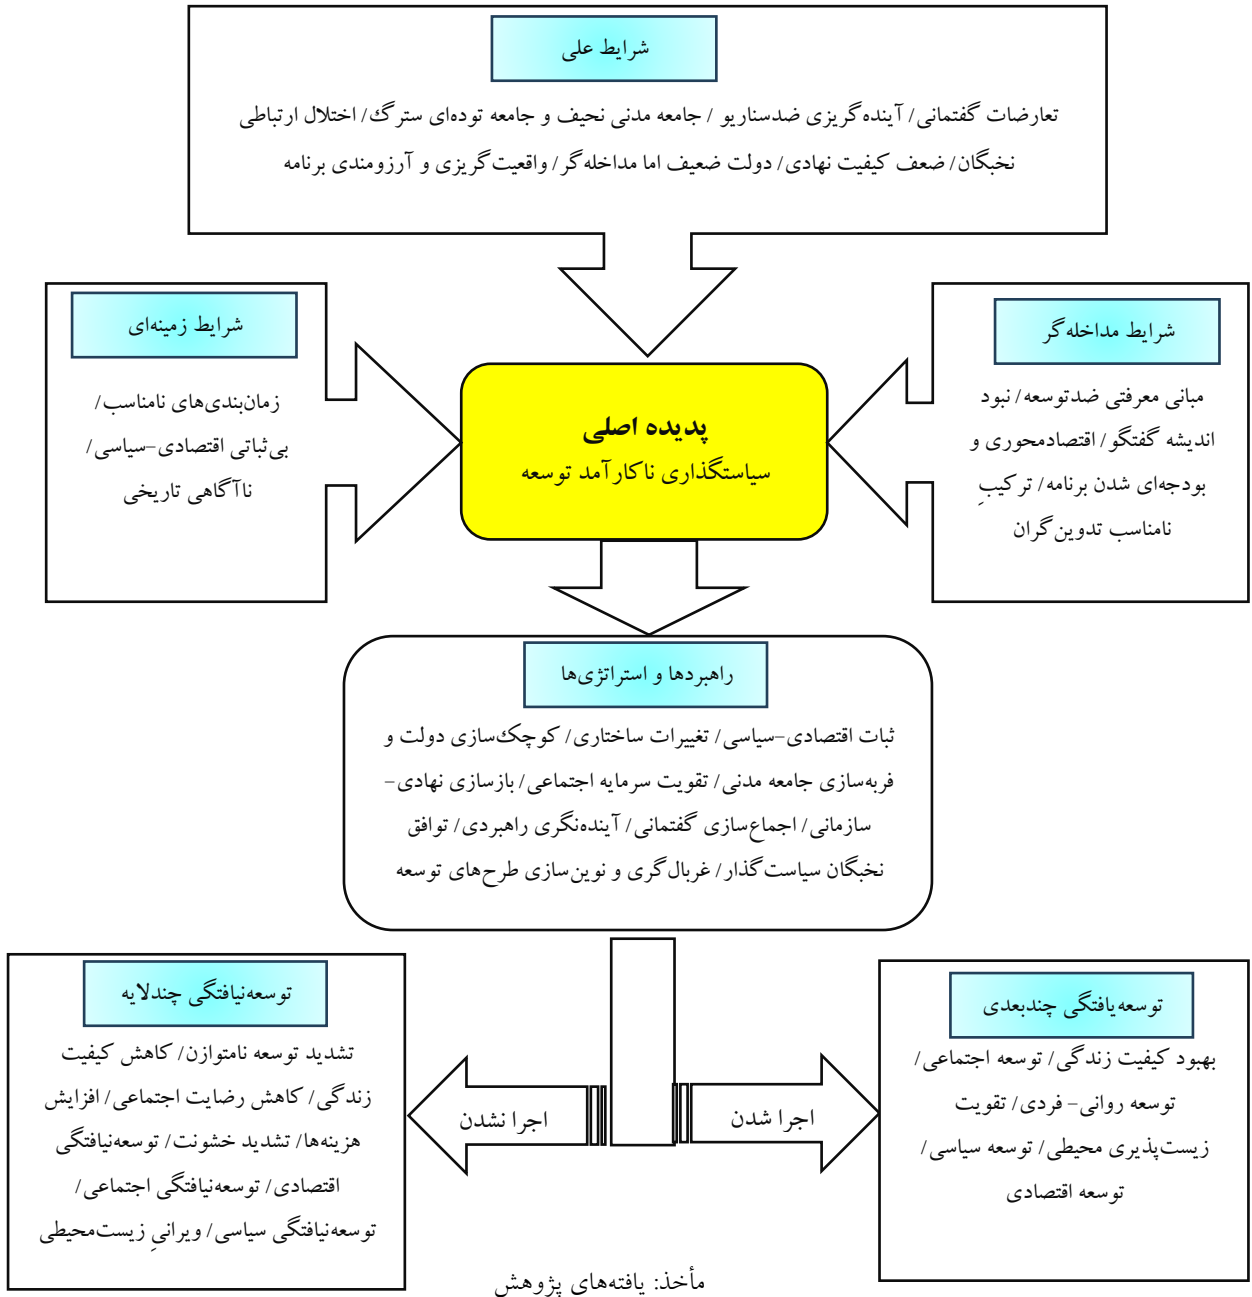 شرایط علی
تعارضات گفتمانی/ آینده‌گریزی ضدسناریو / جامعه مدنی نحیف و جامعه توده‌ای سترگ/ اختلال ارتباطی
نخبگان/ ضعف کیفیت نهادی/ دولت ضعیف اما مداخله‌گر/ واقعیت‌گریزی و آرزومندی برنامه
شرایط مداخله‌گر
مبانی معرفتی ضدتوسعه/ نبود
اندیشه گفتگو/ اقتصادمحوری و
بودجه‌ای شدن برنامه/ ترکیبِ
نامناسب تدوین‌گران
شرایط زمینه‌ای
زمان‌بندی‌های نامناسب/
بی‌ثباتی اقتصادی-سیاسی/
ناآگاهی تاریخی
پدیده اصلی
سیاستگذاری ناکارآمد توسعه
راهبردها و استراتژی‌ها
ثبات اقتصادی-سیاسی/ تغییرات ساختاری/ کوچک‌سازی دولت و
فربه‌سازی جامعه مدنی/ تقویت سرمایه اجتماعی/ بازسازی نهادی-
سازمانی/ اجماع‌سازی گفتمانی/ آینده‌نگری راهبردی/ توافق
نخبگان سیاست‌گذار/ غربال‌گری و نوین‌سازی طرح‌های توسعه
اجرا شدن
اجرا نشدن
توسعه‌یافتگی چندبعدی
بهبود کیفیت زندگی/ توسعه اجتماعی/
توسعه روانی- فردی/ تقویت
زیست‌پذیری محیطی/ توسعه سیاسی/
توسعه اقتصادی
توسعه‌نیافتگی چندلایه
تشدید توسعه نامتوازن/ کاهش کیفیت
زندگی/ کاهش رضایت اجتماعی/ افزایش
هزینه‌ها/ تشدید خشونت/ توسعه‌نیافتگی
اقتصادی/ توسعه‌نیافتگی اجتماعی/
توسعه‌نیافتگی سیاسی/ ویرانیِ زیست‌محیطی
مأخذ: یافته‌های پژوهش